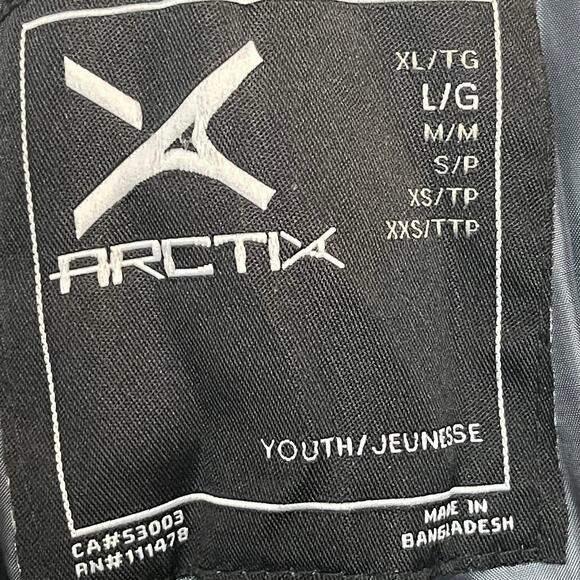 ARCTIX
XL/TG
L/G
M/M
S/P
XS/TP
XXS/TTP
YOUTH/JEUNESSE
CA#53003
RN#111478
MADE IN
BANGLADESH